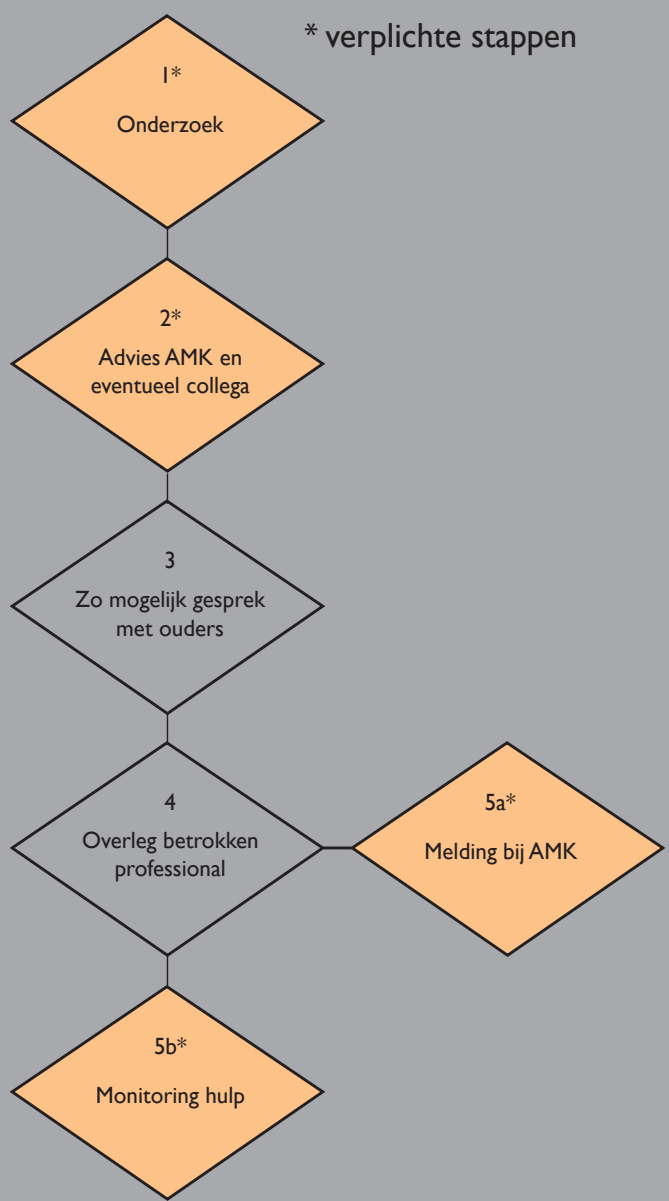 * verplichte stappen
1*
Onderzoek
2*
Advies AMK en
eventueel collega
3
Zo mogelijk gesprek
met ouders
4
Overleg betrokken
professional
5a*
Melding bij AMK
5b*
Monitoring hulp